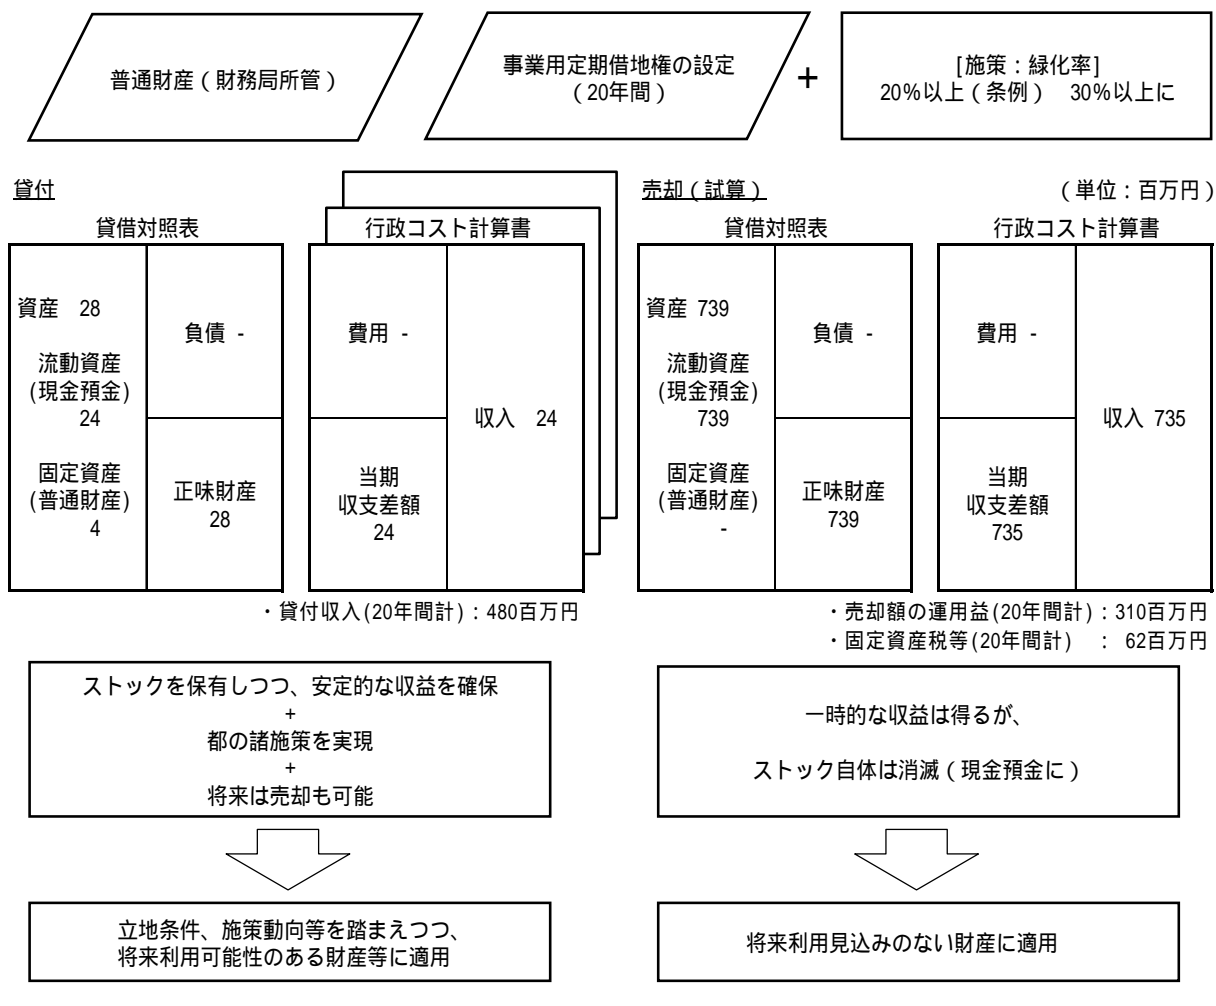 普通財産(財務局所管)
事業用定期借地権の設定
(20年間)
+
[施策:緑化率]
20%以上(条例) 30%以上に
貸付
貸借対照表
行政コスト計算書
資産 28
流動資産
(現金預金)
24
固定資産
(普通財産)
4
負債 -
正味財産
28
費用 -
当期
収支差額
24
収入 24
・貸付収入(20年間計):480百万円
売却(試算)
(単位:百万円)
貸借対照表
行政コスト計算書
資産 739
流動資産
(現金預金)
739
固定資産
(普通財産)
-
負債 -
正味財産
739
費用 -
当期
収支差額
735
収入 735
・売却額の運用益(20年間計):310百万円
・固定資産税等(20年間計) : 62百万円
ストックを保有しつつ、安定的な収益を確保
+
都の諸施策を実現
+
将来は売却も可能
一時的な収益は得るが、
ストック自体は消滅(現金預金に)
立地条件、施策動向等を踏まえつつ、
将来利用可能性のある財産等に適用
将来利用見込みのない財産に適用